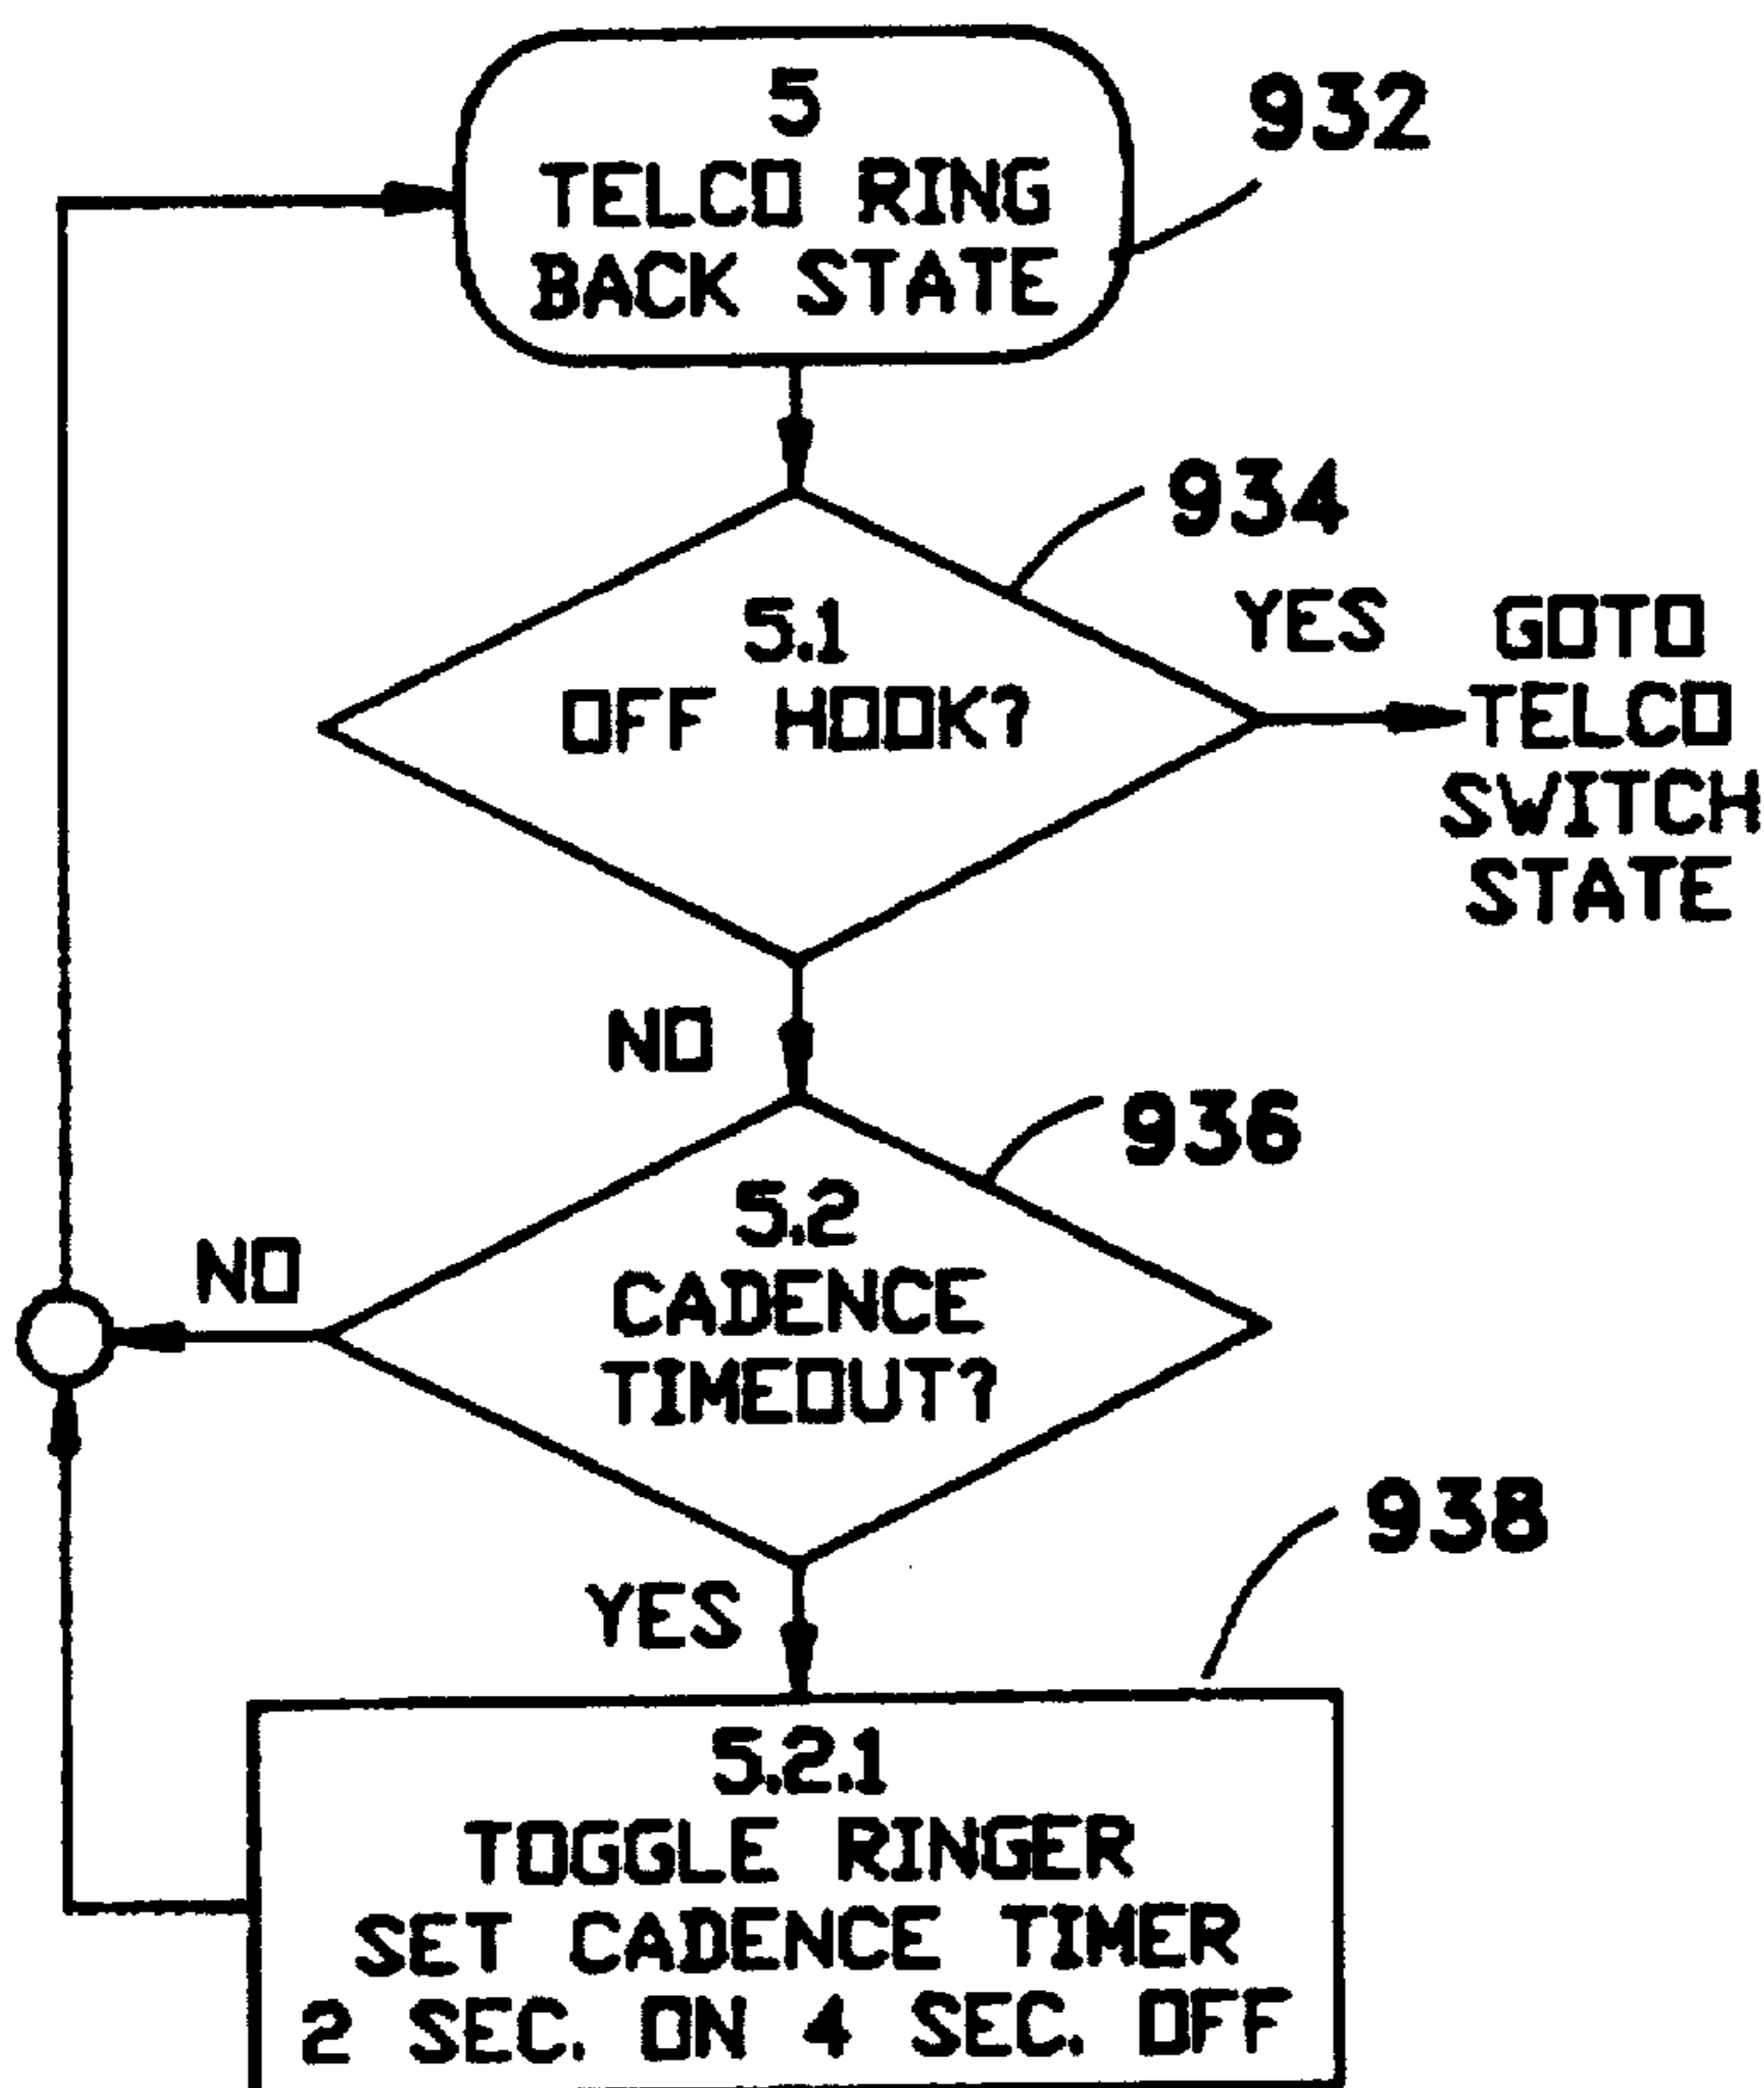 5
TELCO RING
BACK STATE
932
934
5.1
OFF HOOK?
YES
GOTO
TELCO
SWITCH
STATE
NO
936
5.2
CADENCE
TIMEOUT?
NO
YES
938
5.2.1
TOGGLE RINGER
SET CADENCE TIMER
2 SEC. ON 4 SEC. OFF